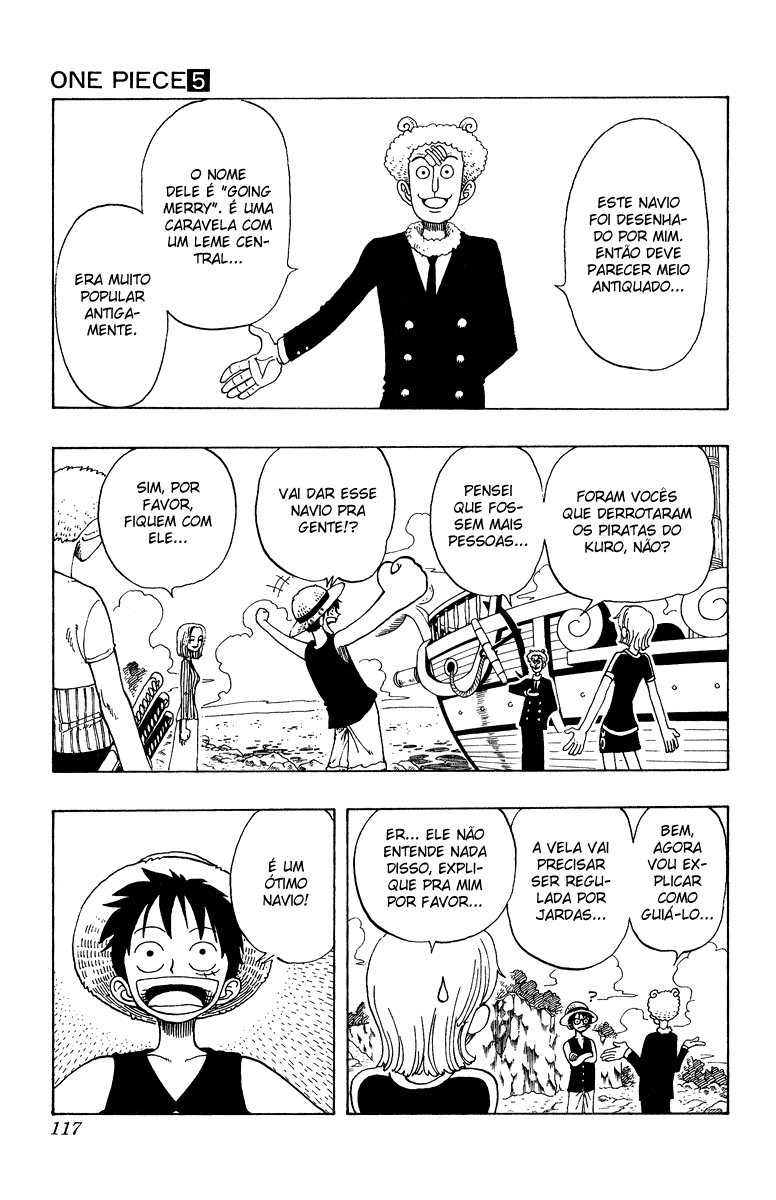 ONE PIECE 5
ESTE NAVIO
FOI DESENHA-
DO POR MIM.
ENTÃO DEVE
PARECER MEIO
ANTIQUADO...
O NOME
DELE É "GOING
MERRY". É UMA
CARAVELA COM
UM LEME CEN-
TRAL...
ERA MUITO
POPULAR
ANTIGA-
MENTE.
FORAM VOCÊS
QUE DERROTARAM
OS PIRATAS DO
KURO, NÃO?
PENSEI
QUE FOS-
SEM MAIS
PESSOAS...
VAI DAR ESSE
NAVIO PRA
GENTE!?
SIM, POR
FAVOR,
FIQUEM COM
ELE...
BEM,
AGORA
VOU EX-
PLICAR
COMO
GUIÁ-LO...
A VELA VAI
PRECISAR
SER REGU-
LADA POR
JARDAS...
?
ER... ELE NÃO
ENTENDE NADA
DISSO, EXPLI-
QUE PRA MIM
POR FAVOR...
É UM
ÓTIMO
NAVIO!
117